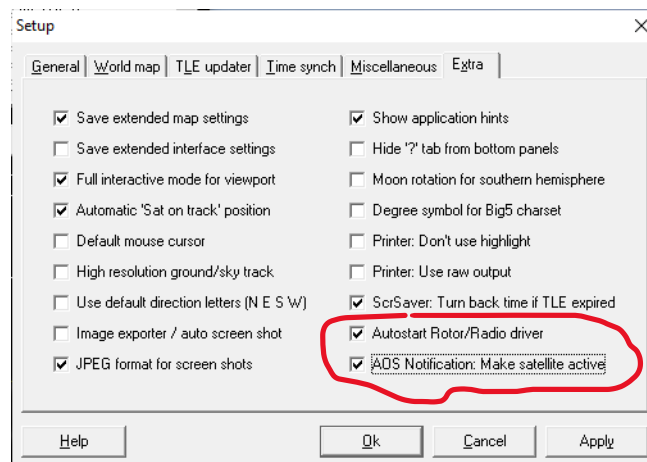 Setup
General World map TLE updater Time synch Miscellaneous Extra
Save extended map settings
Save extended interface settings
Full interactive mode for viewport
Automatic 'Sat on track' position
Default mouse cursor
High resolution ground/sky track
Use default direction letters (N E S W)
Image exporter / auto screen shot
JPEG format for screen shots
Show application hints
Hide '?' tab from bottom panels
Moon rotation for southern hemisphere
Degree symbol for Big5 charset
Printer: Don't use highlight
Printer: Use raw output
ScrSaver: Turn back time if TLE expired
Autostart Rotor/Radio driver
AOS Notification: Make satellite active
Help Ok Cancel Apply